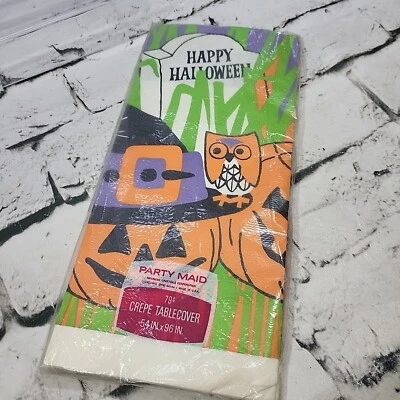 HAPPY
HALLOWEEN
PARTY MAID
79¢
CREPE TABLECOVER
54 IN. x 96 IN.